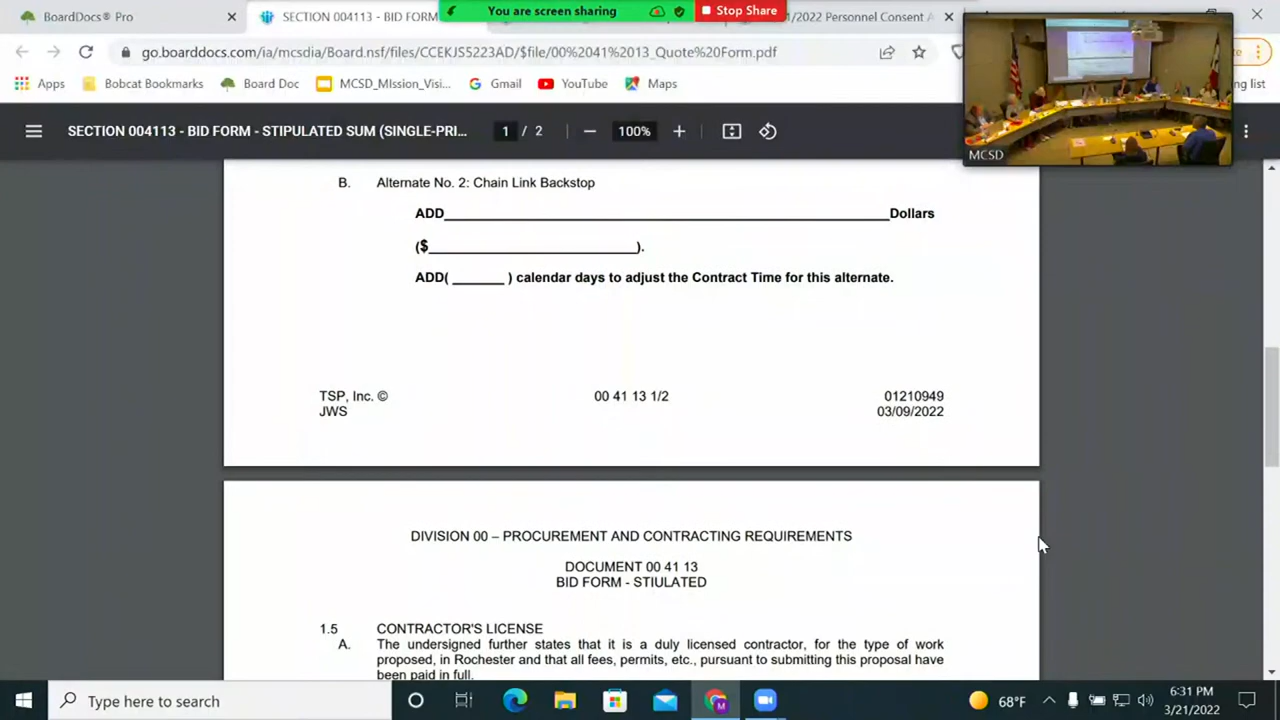 BoardDocs® Pro
SECTION 004113 - BID FORM
You are screen sharing
Stop Share
1/2022 Personnel Consent A
go.boarddocs.com/ia/mcsdia/Board.nsf/files/CCEKJS5223AD/$file/00%2041%2013_Quote%20Form.pdf
Apps
Bobcat Bookmarks
Board Doc
MCSD_MIssion_Visi...
Gmail
YouTube
Maps
ng list
SECTION 004113 - BID FORM - STIPULATED SUM (SINGLE-PRI...
1 / 2
100%
MCSD
B. Alternate No. 2: Chain Link Backstop
ADD____Dollars
($____).
ADD( ____ ) calendar days to adjust the Contract Time for this alternate.
TSP, Inc. © 00 41 13 1/2 01210949
JWS 03/09/2022
DIVISION 00 – PROCUREMENT AND CONTRACTING REQUIREMENTS
DOCUMENT 00 41 13
BID FORM - STIULATED
1.5 CONTRACTOR'S LICENSE
A. The undersigned further states that it is a duly licensed contractor, for the type of work
proposed, in Rochester and that all fees, permits, etc., pursuant to submitting this proposal have
been paid in full.
Type here to search
68°F
6:31 PM
3/21/2022